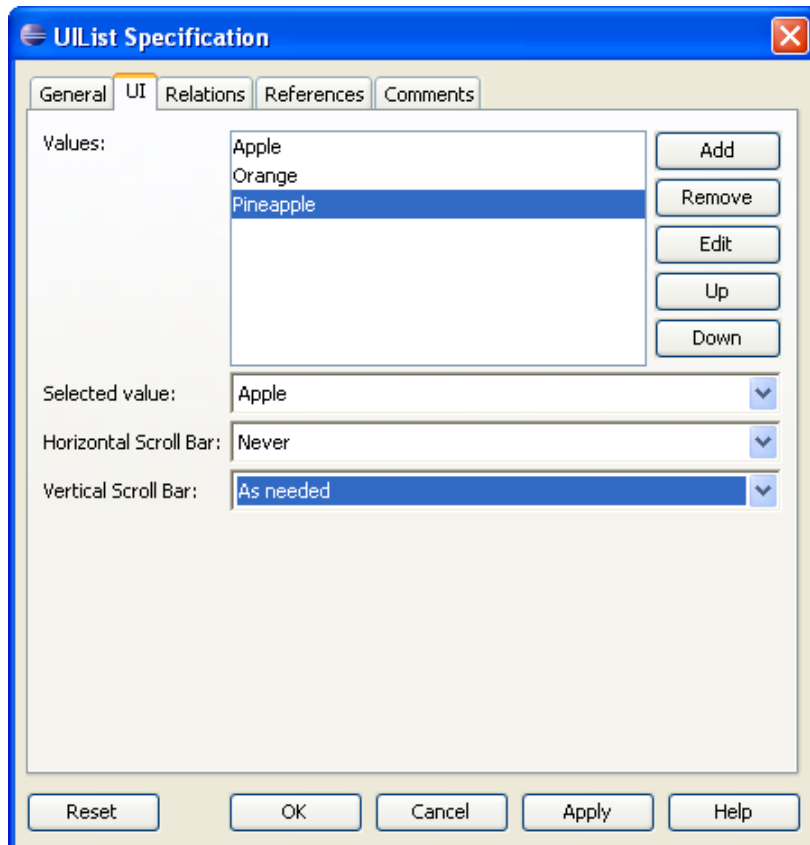 UIList Specification
General UI Relations References Comments
Values:
Apple
Orange
Pineapple
Add
Remove
Edit
Up
Down
Selected value: Apple
Horizontal Scroll Bar: Never
Vertical Scroll Bar: As needed
Reset OK Cancel Apply Help